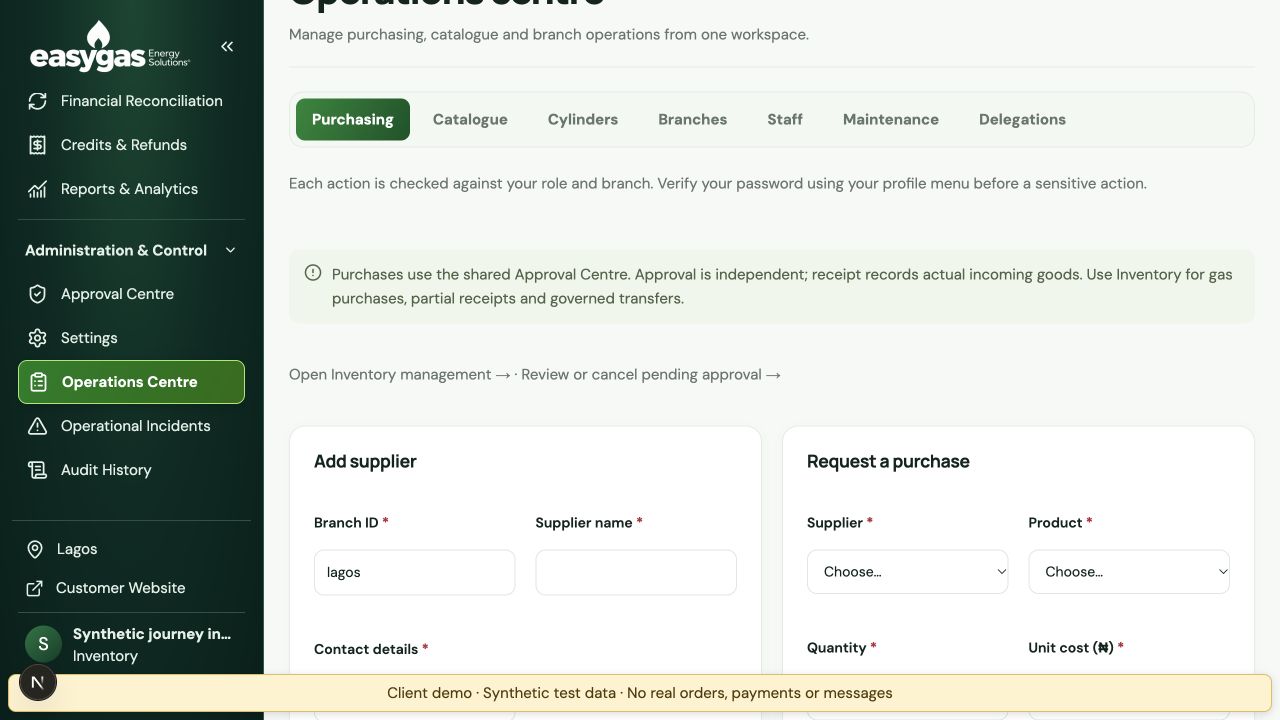 easygas Energy Solutions
Financial Reconciliation
Credits & Refunds
Reports & Analytics
Administration & Control
Approval Centre
Settings
Operations Centre
Operational Incidents
Audit History
Lagos
Customer Website
S
Synthetic journey in...
Inventory
N
Operations centre
Manage purchasing, catalogue and branch operations from one workspace.
Purchasing Catalogue Cylinders Branches Staff Maintenance Delegations
Each action is checked against your role and branch. Verify your password using your profile menu before a sensitive action.
Purchases use the shared Approval Centre. Approval is independent; receipt records actual incoming goods. Use Inventory for gas
purchases, partial receipts and governed transfers.
Open Inventory management → · Review or cancel pending approval →
Add supplier
Branch ID * Supplier name *
lagos
Contact details *
Request a purchase
Supplier * Product *
Choose... Choose...
Quantity * Unit cost (₦) *
Client demo · Synthetic test data · No real orders, payments or messages